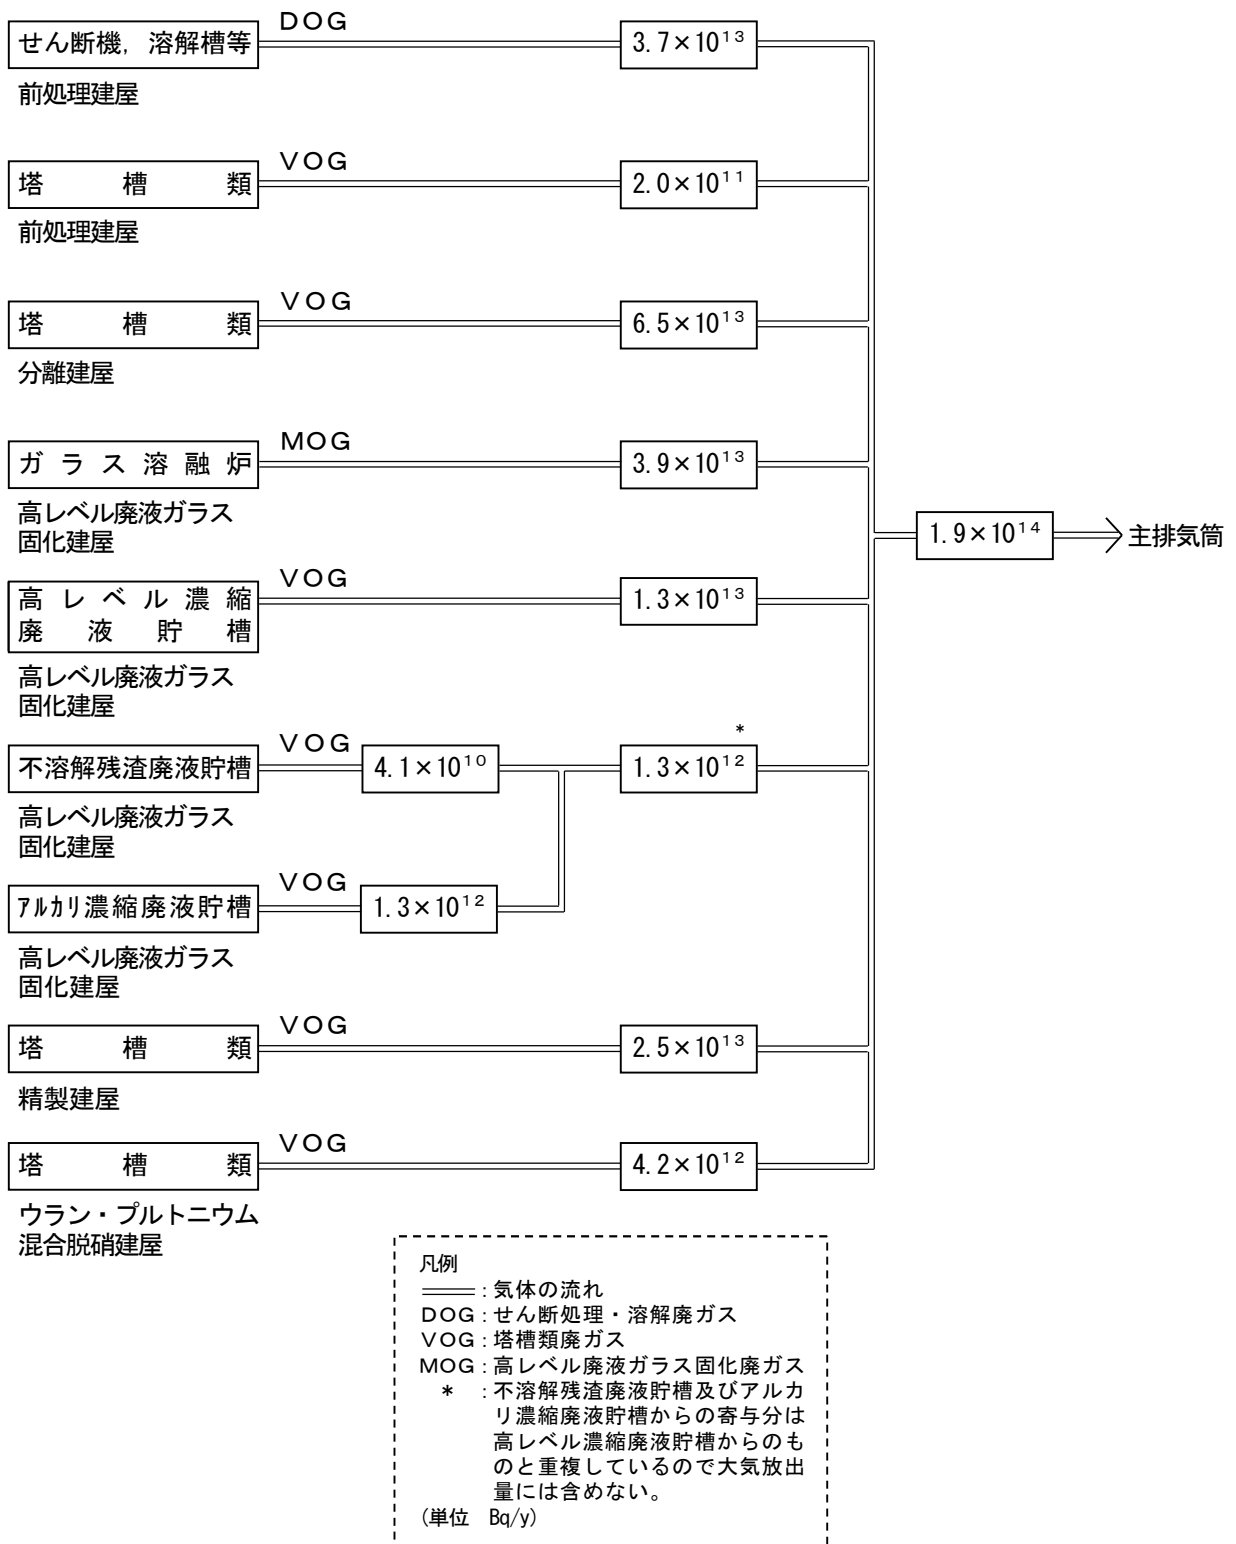 DOG
せん断機，溶解槽等
3.7×10¹³
前処理建屋
VOG
塔　槽　類
2.0×10¹¹
前処理建屋
VOG
塔　槽　類
6.5×10¹³
分離建屋
MOG
ガラス溶融炉
3.9×10¹³
高レベル廃液ガラス
固化建屋
1.9×10¹⁴
主排気筒
VOG
高レベル濃縮
廃液貯槽
1.3×10¹³
高レベル廃液ガラス
固化建屋
VOG
不溶解残渣廃液貯槽
4.1×10¹⁰
*
1.3×10¹²
高レベル廃液ガラス
固化建屋
VOG
ｱﾙｶﾘ濃縮廃液貯槽
1.3×10¹²
高レベル廃液ガラス
固化建屋
VOG
塔　槽　類
2.5×10¹³
精製建屋
VOG
塔　槽　類
4.2×10¹²
ウラン・プルトニウム
混合脱硝建屋
凡例
：気体の流れ
DOG：せん断処理・溶解廃ガス
VOG：塔槽類廃ガス
MOG：高レベル廃液ガラス固化廃ガス
*：不溶解残渣廃液貯槽及びアルカ
リ濃縮廃液貯槽からの寄与分は
高レベル濃縮廃液貯槽からのも
のと重複しているので大気放出
量には含めない。
(単位　Bq/y)